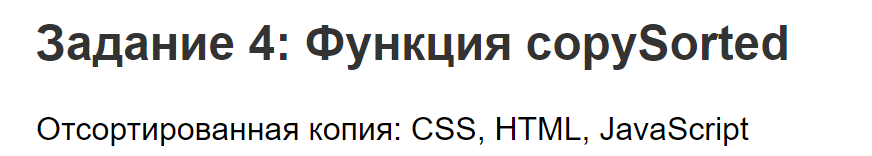 Задание 4: Функция copySorted
Отсортированная копия: CSS, HTML, JavaScript